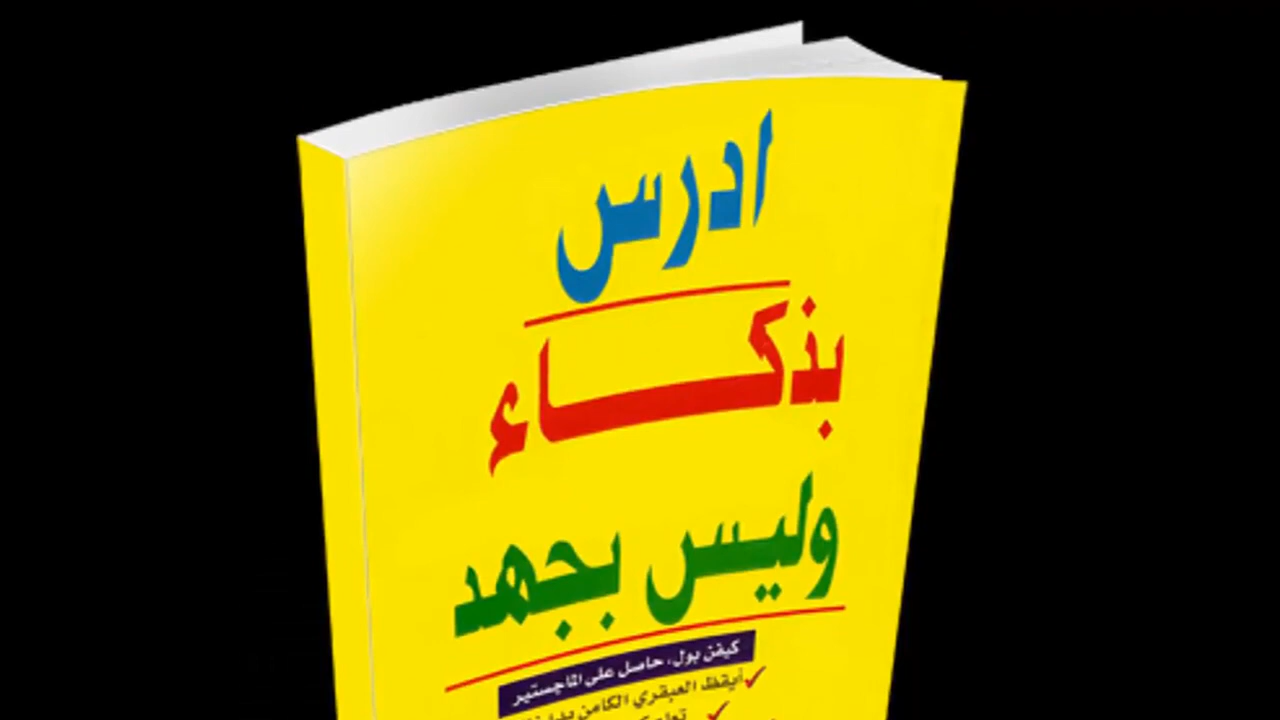 ادرس
بذكاء
وليس بجهد
كيفن بول، حاصل على الماجستير
أيقظ العبقري الكامن